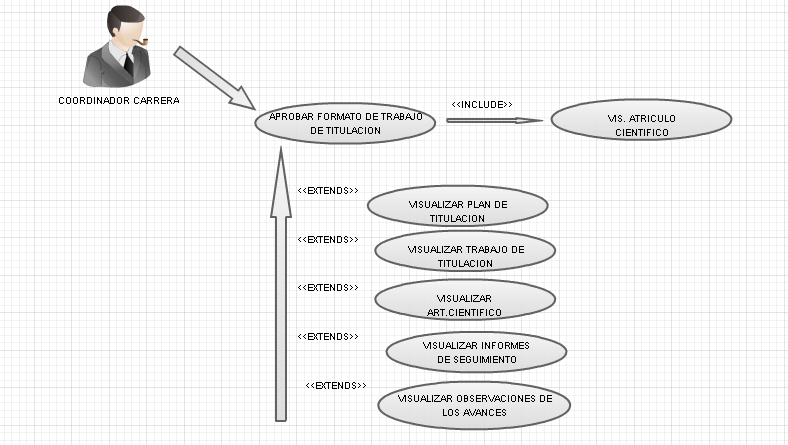 COORDINADOR CARRERA
APROBAR FORMATO DE TRABAJO
DE TITULACION
<<INCLUDE>>
VIS. ATRICULO
CIENTIFICO
<<EXTENDS>>
VISUALIZAR PLAN DE
TITULACION
<<EXTENDS>>
VISUALIZAR TRABAJO DE
TITULACION
<<EXTENDS>>
VISUALIZAR
ART.CIENTIFICO
<<EXTENDS>>
VISUALIZAR INFORMES
DE SEGUIMIENTO
<<EXTENDS>>
VISUALIZAR OBSERVACIONES DE
LOS AVANCES